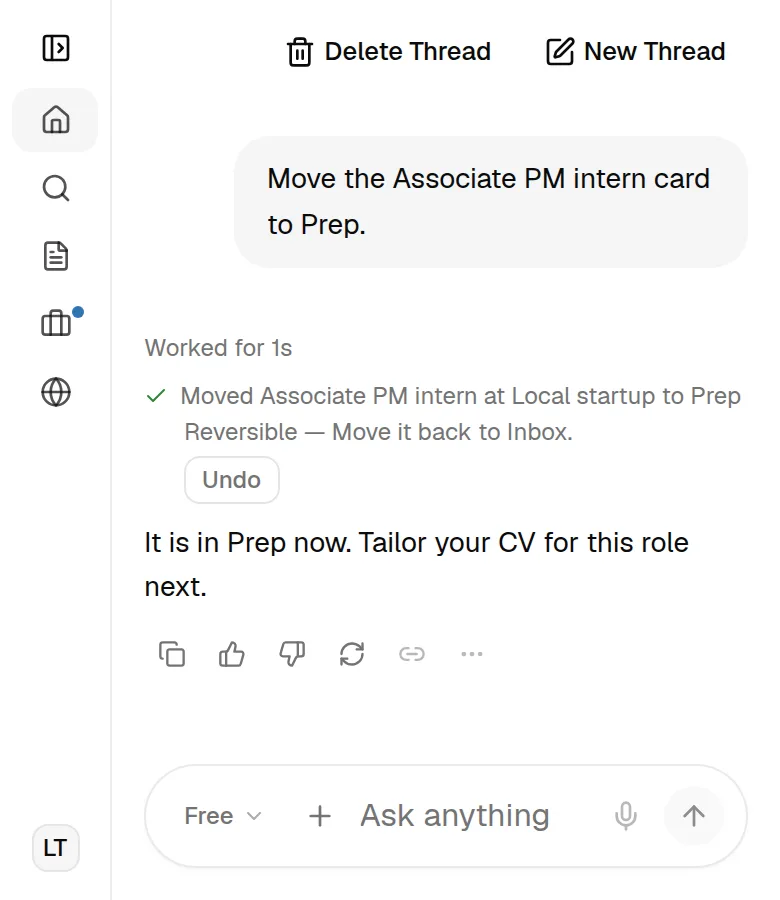 Delete Thread
New Thread
Move the Associate PM intern card
to Prep.
Worked for 1s
Moved Associate PM intern at Local startup to Prep
Reversible — Move it back to Inbox.
Undo
It is in Prep now. Tailor your CV for this role
next.
Free
Ask anything
LT